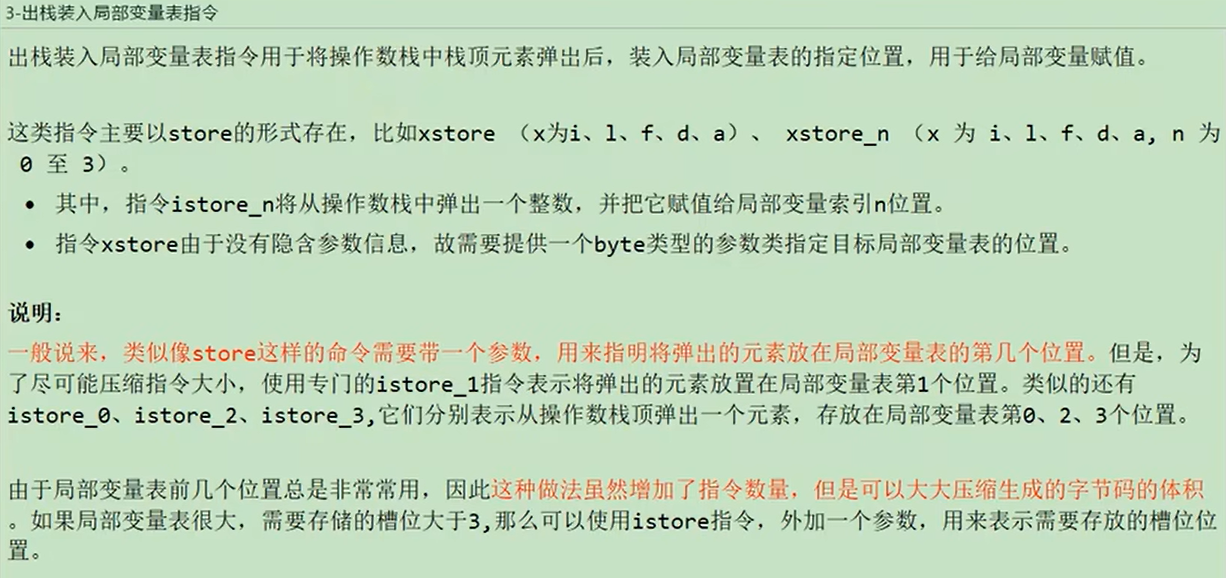 3-出栈装入局部变量表指令
出栈装入局部变量表指令用于将操作数栈中栈顶元素弹出后，装入局部变量表的指定位置，用于给局部变量赋值。
这类指令主要以store的形式存在，比如xstore （x为i、l、f、d、a）、 xstore_n （x 为 i、l、f、d、a, n 为
0 至 3）。
• 其中，指令istore_n将从操作数栈中弹出一个整数，并把它赋值给局部变量索引n位置。
• 指令xstore由于没有隐含参数信息，故需要提供一个byte类型的参数类指定目标局部变量表的位置。
说明：
一般说来，类似像store这样的命令需要带一个参数，用来指明将弹出的元素放在局部变量表的第几个位置。但是，为
了尽可能压缩指令大小，使用专门的istore_1指令表示将弹出的元素放置在局部变量表第1个位置。类似的还有
istore_0、istore_2、istore_3,它们分别表示从操作数栈顶弹出一个元素，存放在局部变量表第0、2、3个位置。
由于局部变量表前几个位置总是非常常用，因此这种做法虽然增加了指令数量，但是可以大大压缩生成的字节码的体积
。如果局部变量表很大，需要存储的槽位大于3,那么可以使用istore指令，外加一个参数，用来表示需要存放的槽位位
置。